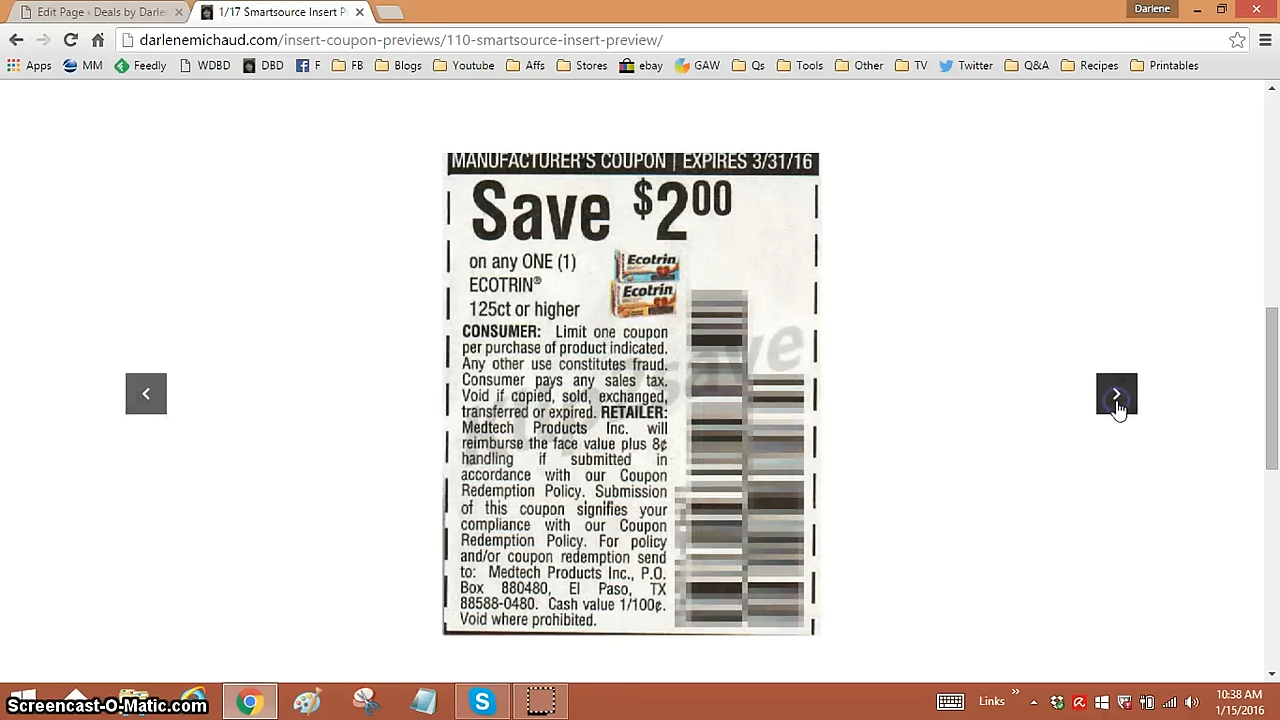 Edit Page ‹ Deals by Darle
1/17 Smartsource Insert P
Darlene
darlenemichaud.com/insert-coupon-previews/110-smartsource-insert-preview/
Apps MM Feedly WDBD DBD F FB Blogs Youtube Affs Stores ebay GAW Qs Tools Other TV Twitter Q&A Recipes Printables
MANUFACTURER'S COUPON | EXPIRES 3/31/16
Save $2.00
on any ONE (1)
ECOTRIN®
125ct or higher
Ecotrin
Ecotrin
CONSUMER: Limit one coupon
per purchase of product indicated.
Any other use constitutes fraud.
Consumer pays any sales tax.
Void if copied, sold, exchanged,
transferred or expired. RETAILER:
Medtech Products Inc. will
reimburse the face value plus 8¢
handling if submitted in
accordance with our Coupon
Redemption Policy. Submission
of this coupon signifies your
compliance with our Coupon
Redemption Policy. For policy
and/or coupon redemption send
to: Medtech Products Inc., P.O.
Box 880480, El Paso, TX
88588-0480. Cash value 1/100¢.
Void where prohibited.
save
Links
10:38 AM
1/15/2016
Screencast-O-Matic.com